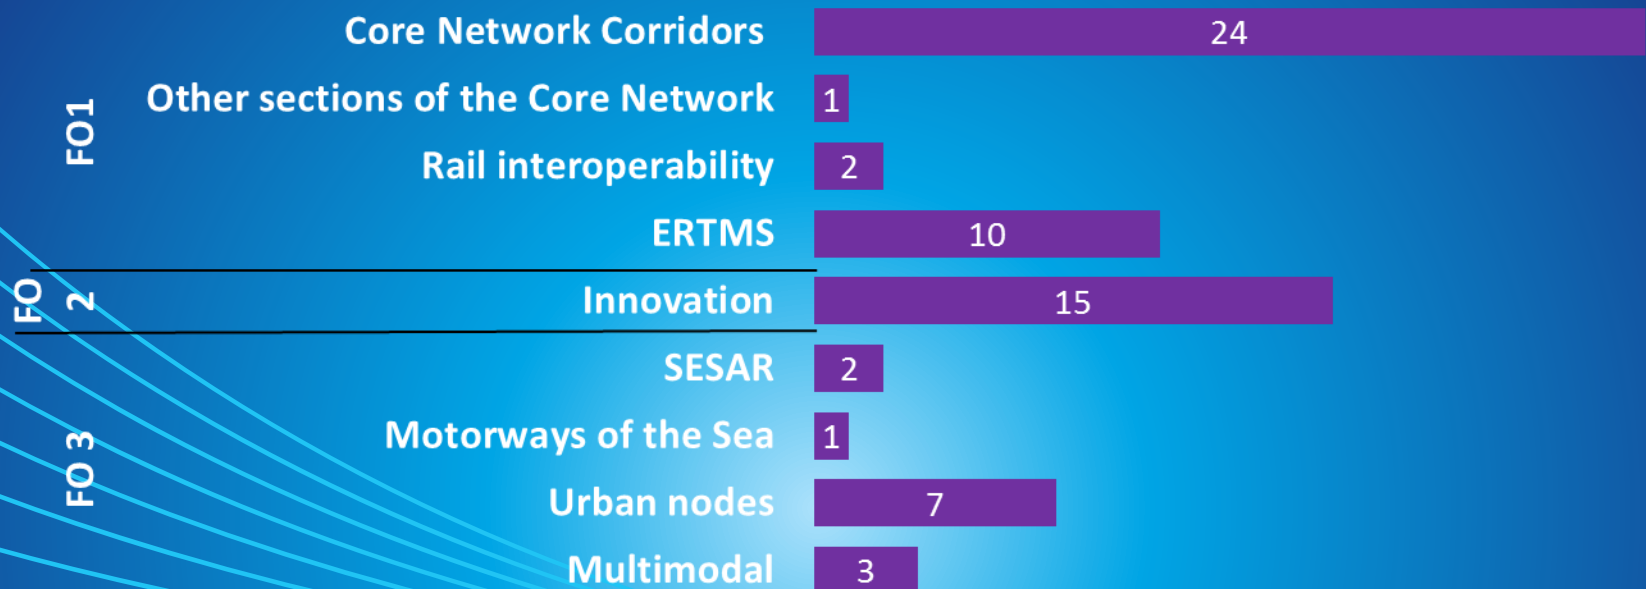 Core Network Corridors 24
FO1
Other sections of the Core Network 1
Rail interoperability 2
ERTMS 10
FO 2
Innovation 15
SESAR 2
FO 3
Motorways of the Sea 1
Urban nodes 7
Multimodal 3